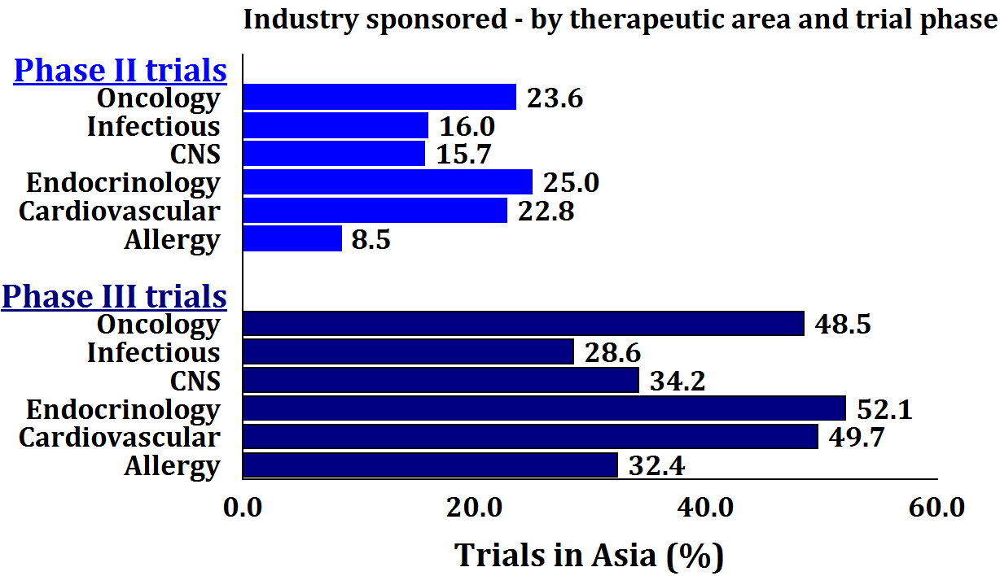 Industry sponsored - by therapeutic area and trial phase
Phase II trials
Oncology 23.6
Infectious 16.0
CNS 15.7
Endocrinology 25.0
Cardiovascular 22.8
Allergy 8.5
Phase III trials
Oncology 48.5
Infectious 28.6
CNS 34.2
Endocrinology 52.1
Cardiovascular 49.7
Allergy 32.4
0.0 20.0 40.0 60.0
Trials in Asia (%)